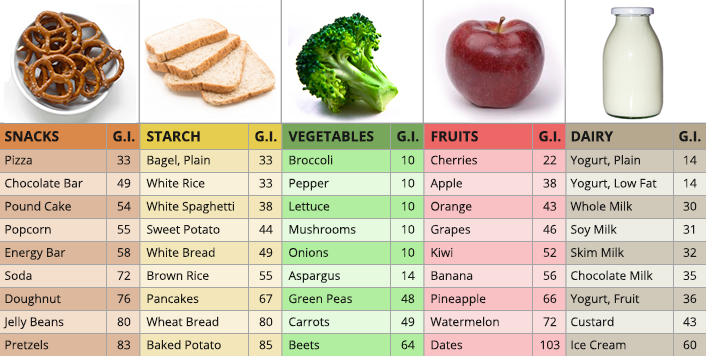 SNACKS G.I. STARCH G.I. VEGETABLES G.I. FRUITS G.I. DAIRY G.I.
Pizza 33 Bagel, Plain 33 Broccoli 10 Cherries 22 Yogurt, Plain 14
Chocolate Bar 49 White Rice 33 Pepper 10 Apple 38 Yogurt, Low Fat 14
Pound Cake 54 White Spaghetti 38 Lettuce 10 Orange 43 Whole Milk 30
Popcorn 55 Sweet Potato 44 Mushrooms 10 Grapes 46 Soy Milk 31
Energy Bar 58 White Bread 49 Onions 10 Kiwi 52 Skim Milk 32
Soda 72 Brown Rice 55 Aspargus 14 Banana 56 Chocolate Milk 35
Doughnut 76 Pancakes 67 Green Peas 48 Pineapple 66 Yogurt, Fruit 36
Jelly Beans 80 Wheat Bread 80 Carrots 49 Watermelon 72 Custard 43
Pretzels 83 Baked Potato 85 Beets 64 Dates 103 Ice Cream 60